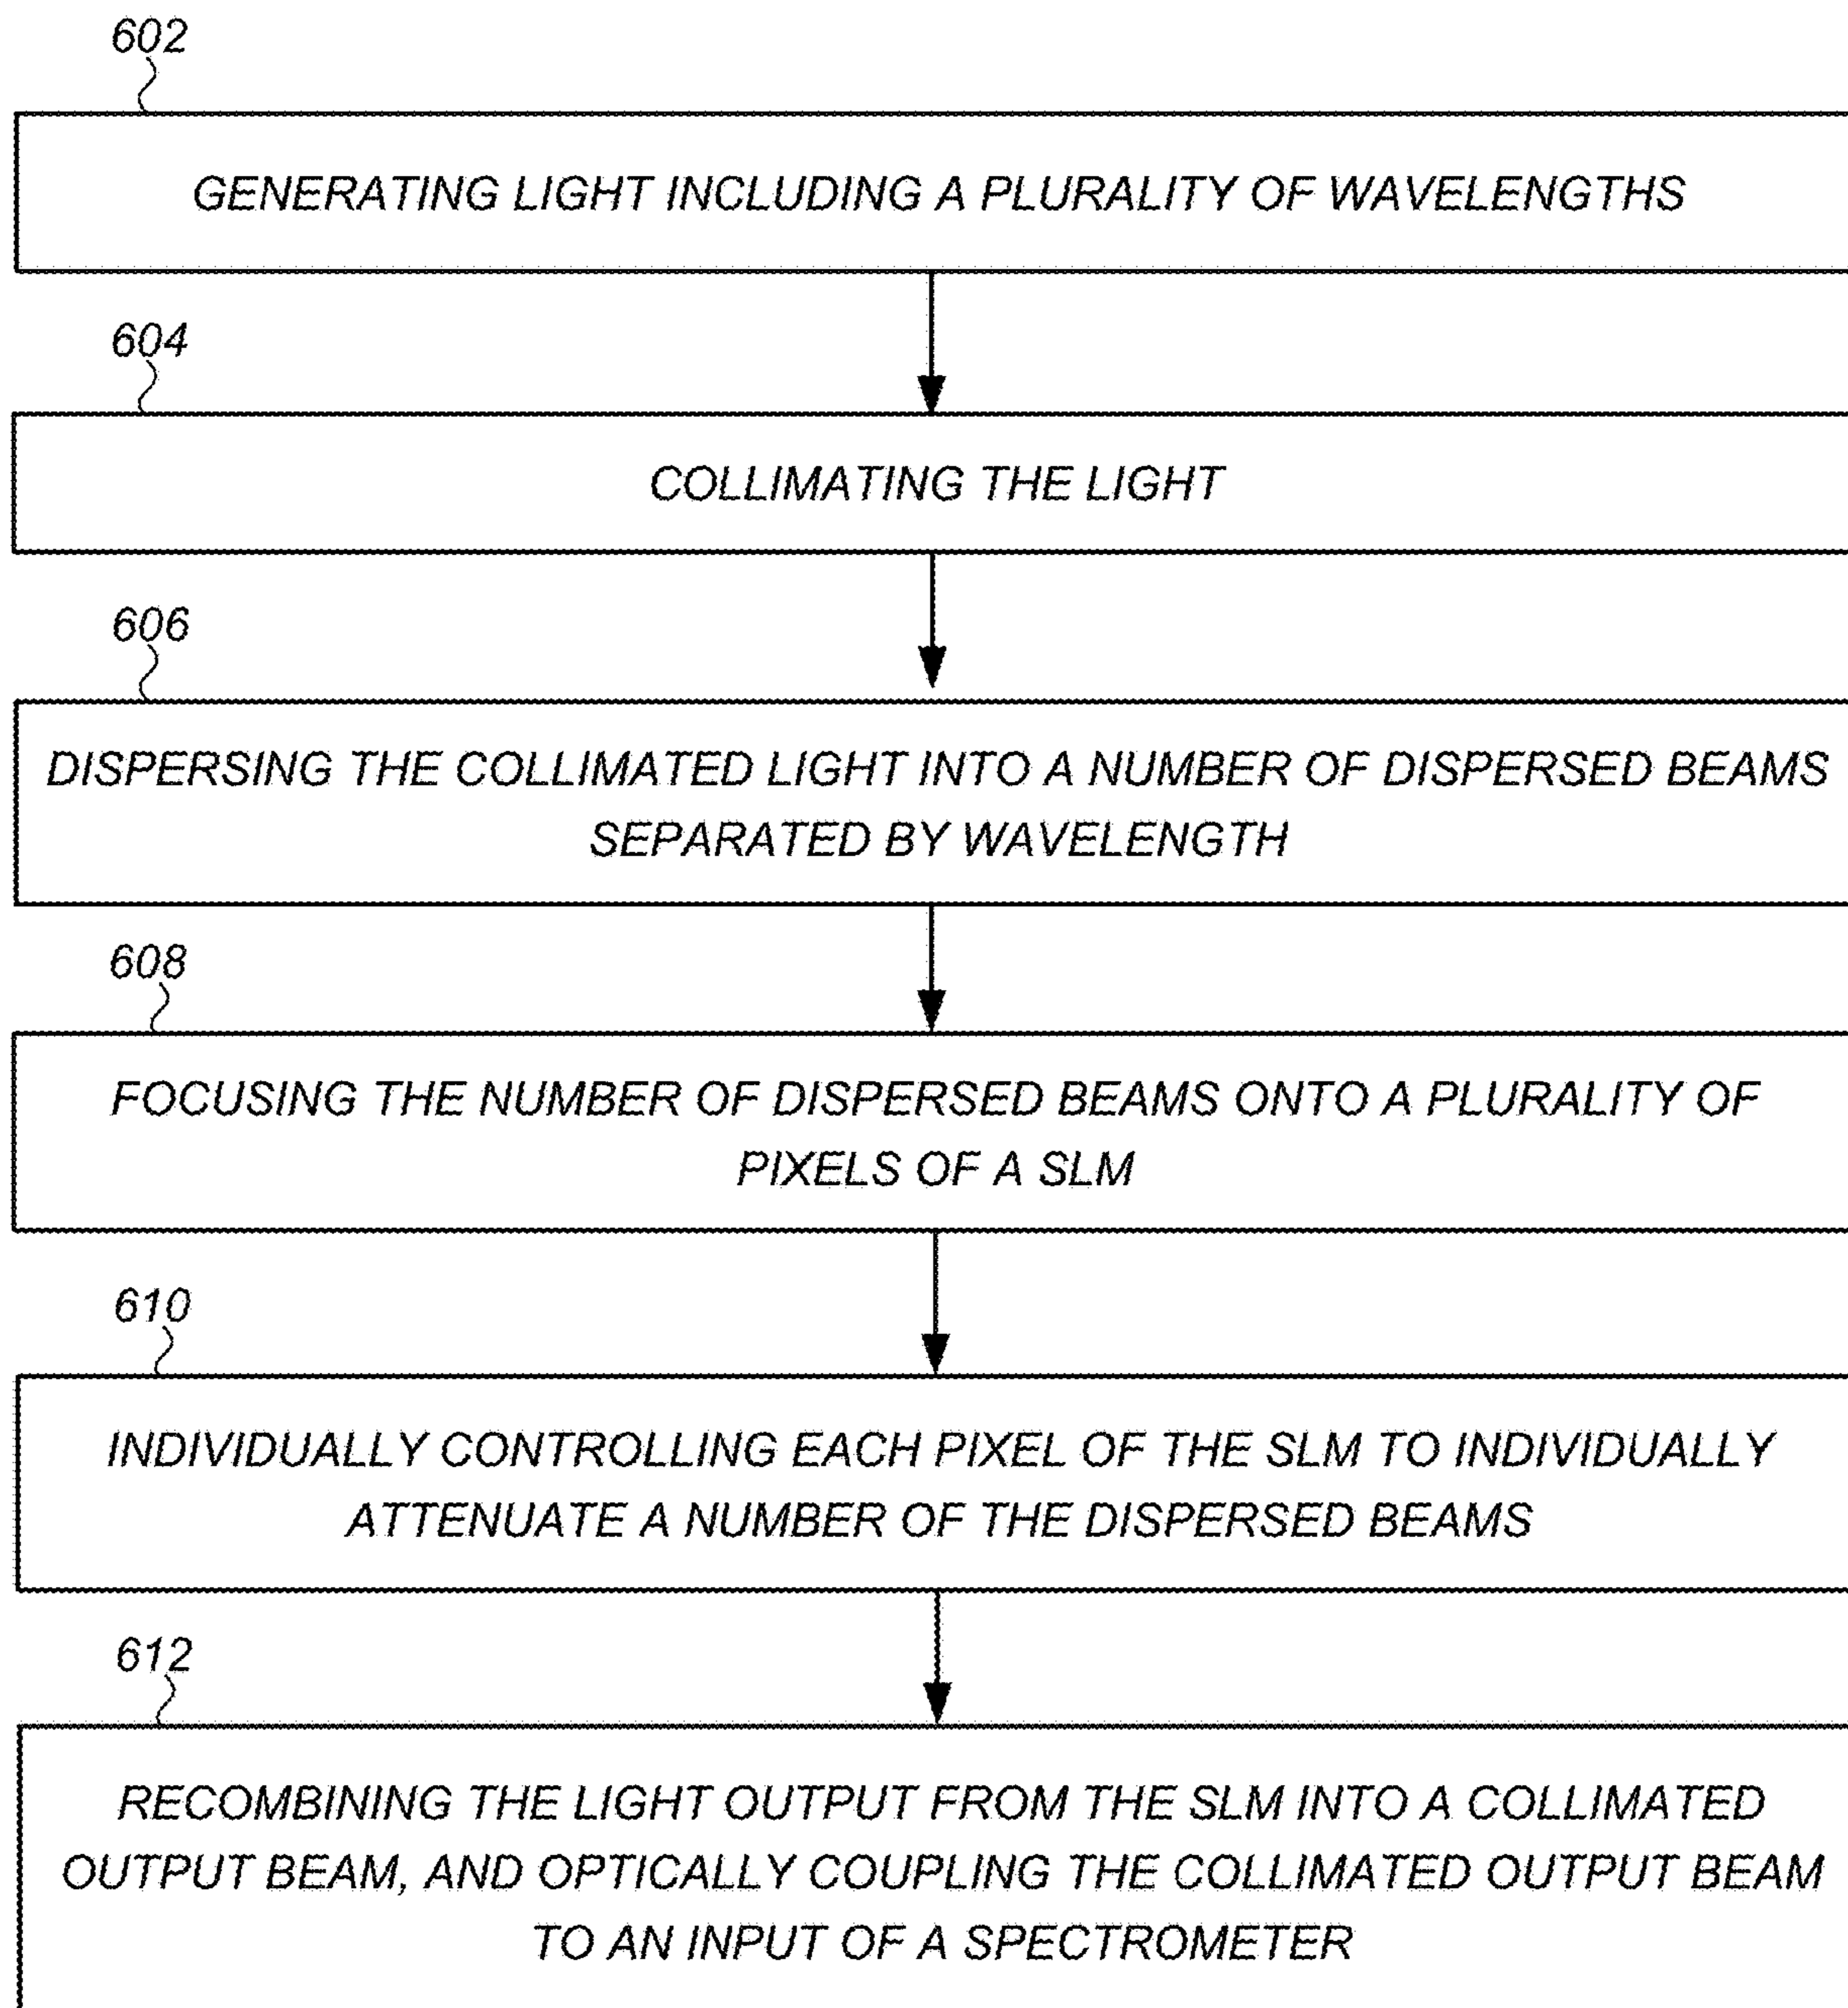 602
GENERATING LIGHT INCLUDING A PLURALITY OF WAVELENGTHS
604
COLLIMATING THE LIGHT
606
DISPERSING THE COLLIMATED LIGHT INTO A NUMBER OF DISPERSED BEAMS
SEPARATED BY WAVELENGTH
608
FOCUSING THE NUMBER OF DISPERSED BEAMS ONTO A PLURALITY OF
PIXELS OF A SLM
610
INDIVIDUALLY CONTROLLING EACH PIXEL OF THE SLM TO INDIVIDUALLY
ATTENUATE A NUMBER OF THE DISPERSED BEAMS
612
RECOMBINING THE LIGHT OUTPUT FROM THE SLM INTO A COLLIMATED
OUTPUT BEAM, AND OPTICALLY COUPLING THE COLLIMATED OUTPUT BEAM
TO AN INPUT OF A SPECTROMETER